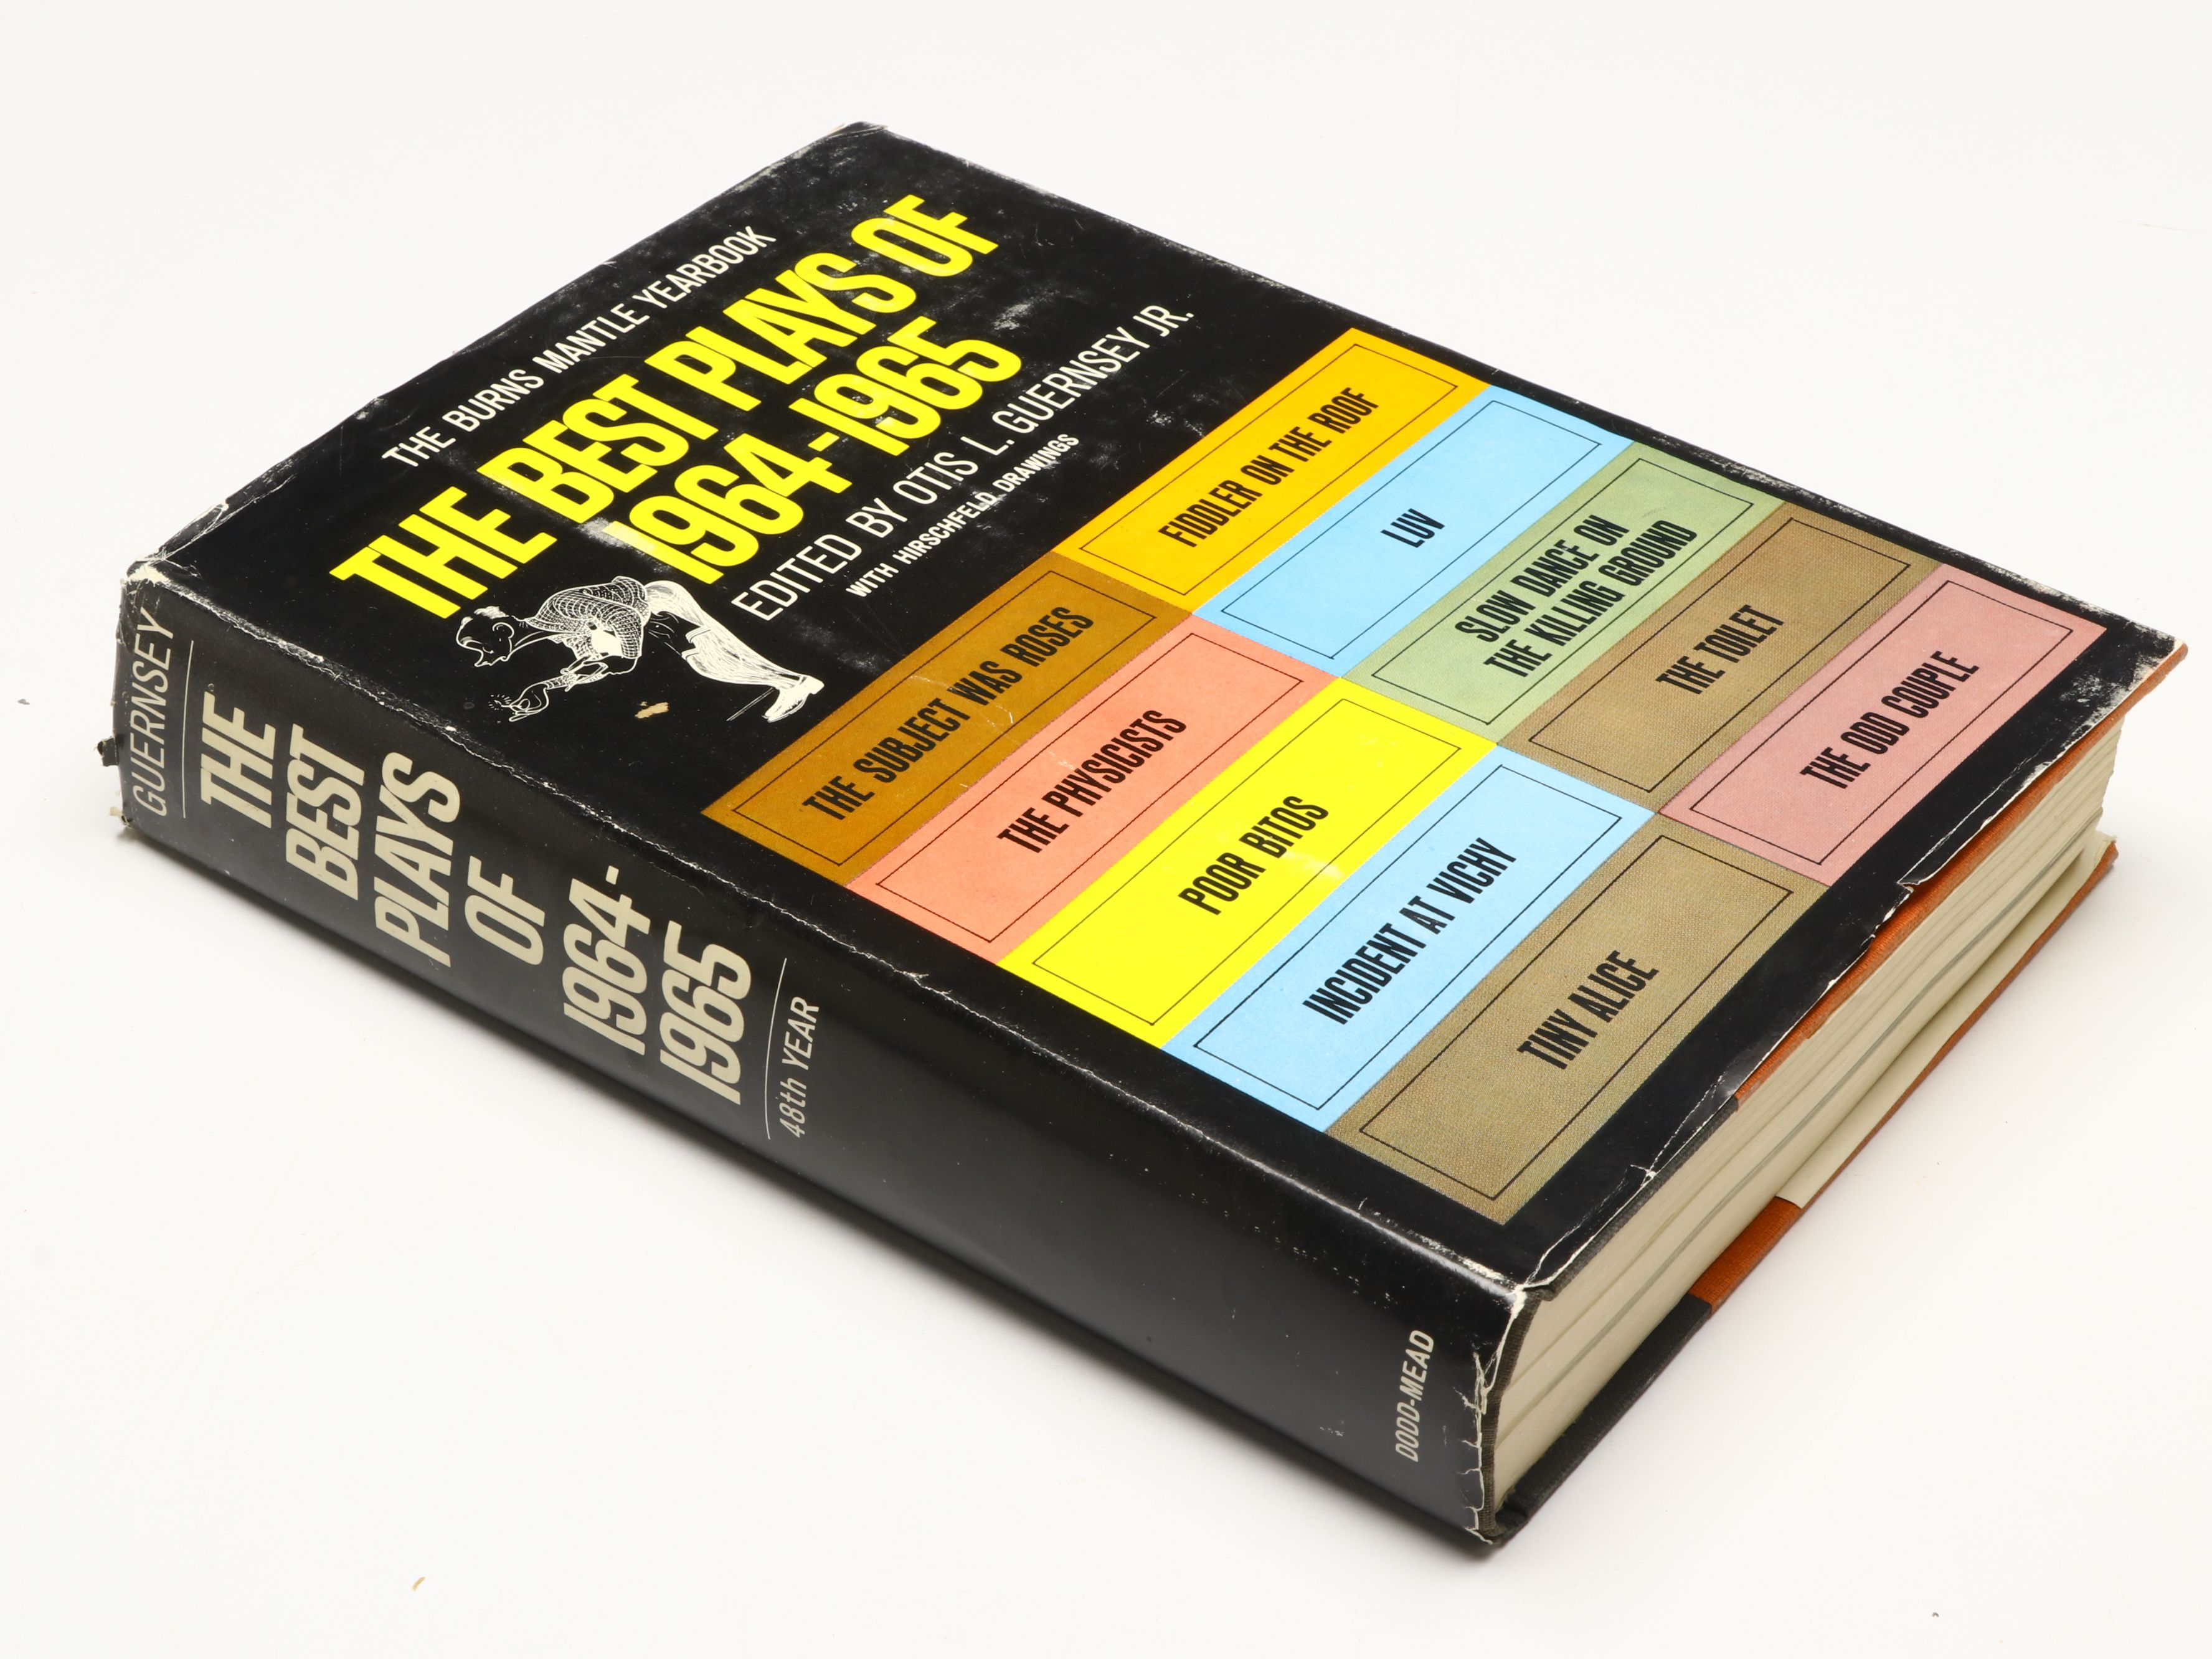 THE BURNS MANTLE YEARBOOK
THE BEST PLAYS OF
1964-1965
EDITED BY OTIS L. GUERNSEY JR.
WITH HIRSCHFELD DRAWINGS
THE SUBJECT WAS ROSES
FIDDLER ON THE ROOF
THE PHYSICISTS
LUV
POOR BITOS
SLOW DANCE ON
THE KILLING GROUND
INCIDENT AT VICHY
THE TOILET
TINY ALICE
THE ODD COUPLE
GUERNSEY
THE
BEST
PLAYS
OF
1964-
1965
48th YEAR
DODD-MEAD